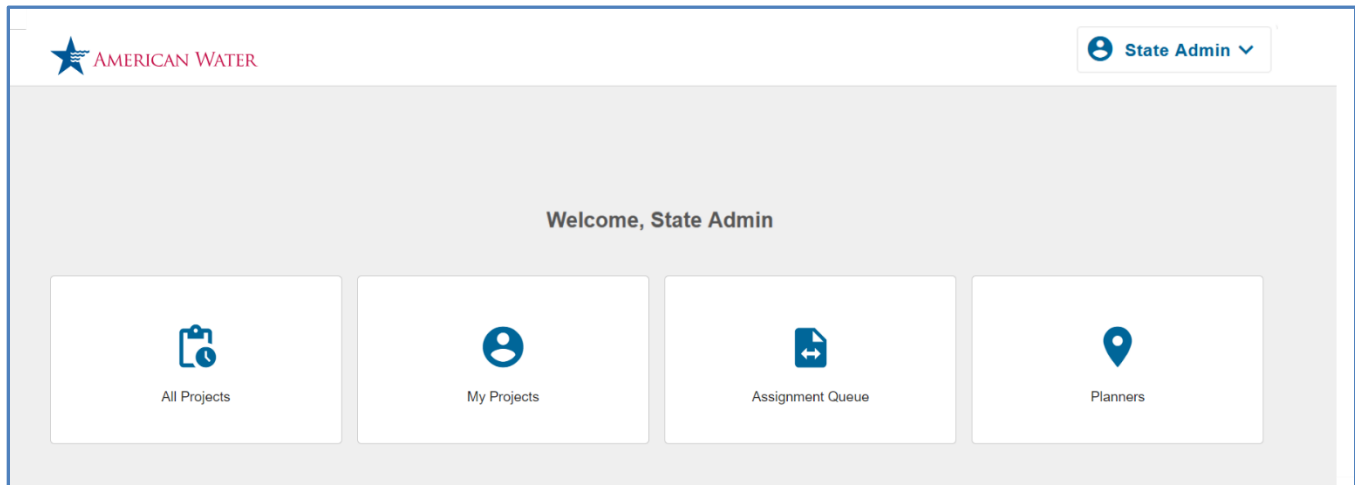 AMERICAN WATER
State Admin
Welcome, State Admin
All Projects
My Projects
Assignment Queue
Planners